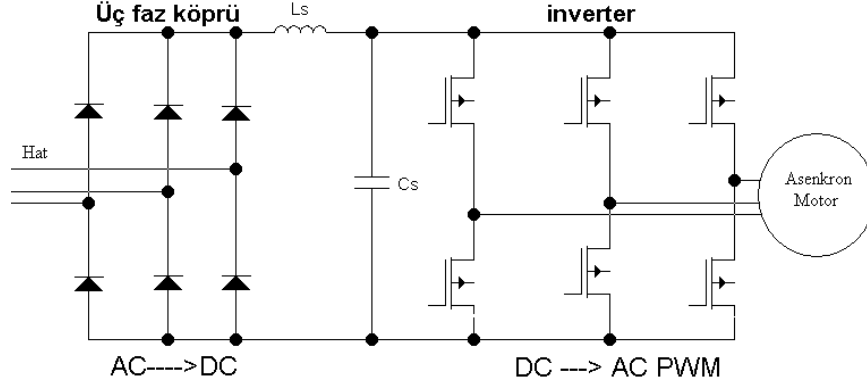 Üç faz köprü
Ls
inverter
Hat
Cs
Asenkron
Motor
AC---->DC
DC ---> AC PWM